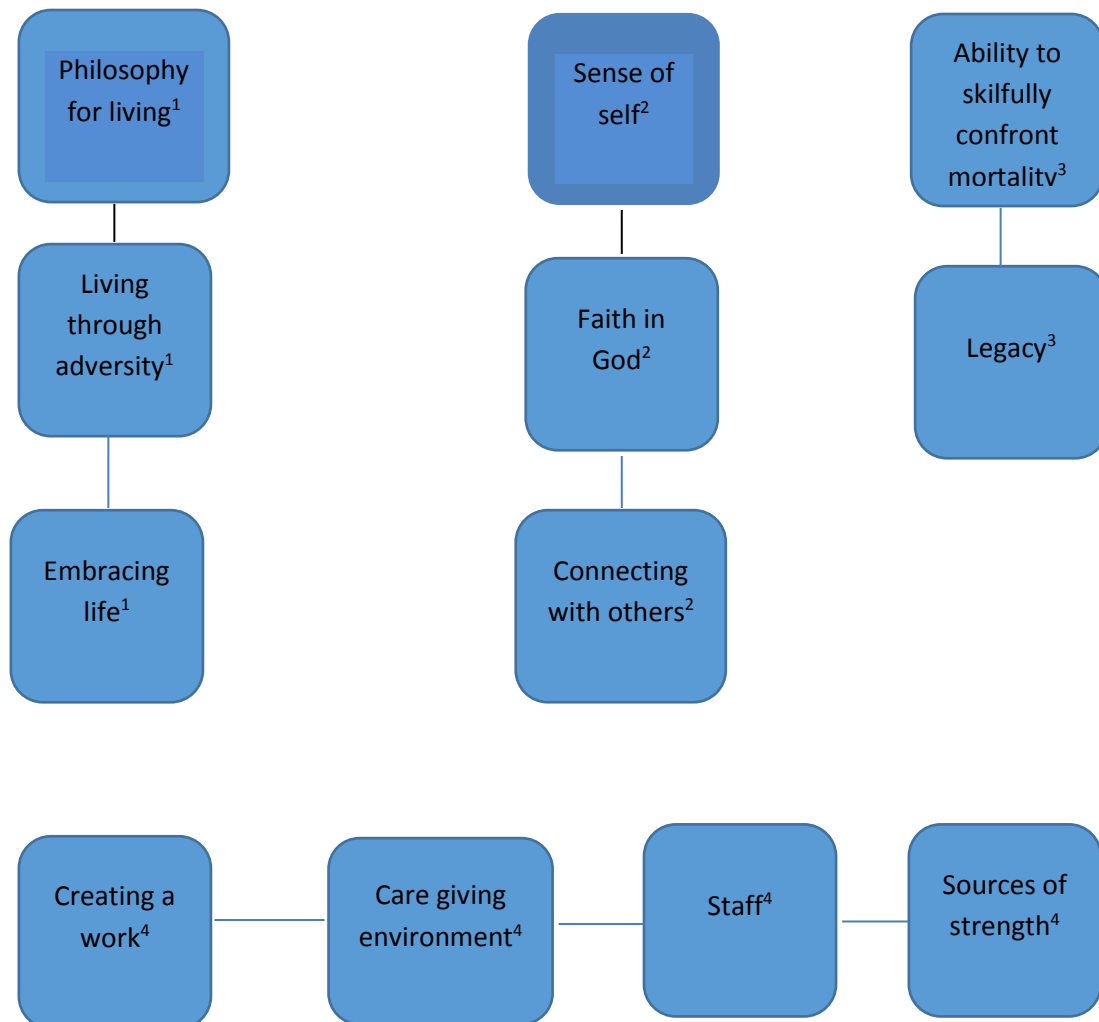 Philosophy
for living¹
Sense of
self²
Ability to
skilfully
confront
mortality³
Living
through
adversity¹
Faith in
God²
Legacy³
Embracing
life¹
Connecting
with others²
Creating a
work⁴
Care giving
environment⁴
Staff⁴
Sources of
strength⁴